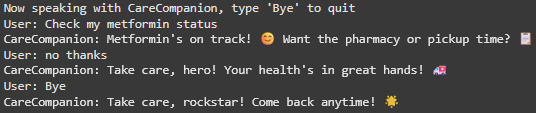 Now speaking with CareCompanion, type 'Bye' to quit
User: Check my metformin status
CareCompanion: Metformin's on track! 😊 Want the pharmacy or pickup time? 📋
User: no thanks
CareCompanion: Take care, hero! Your health's in great hands! 🚑
User: Bye
CareCompanion: Take care, rockstar! Come back anytime! 🌟